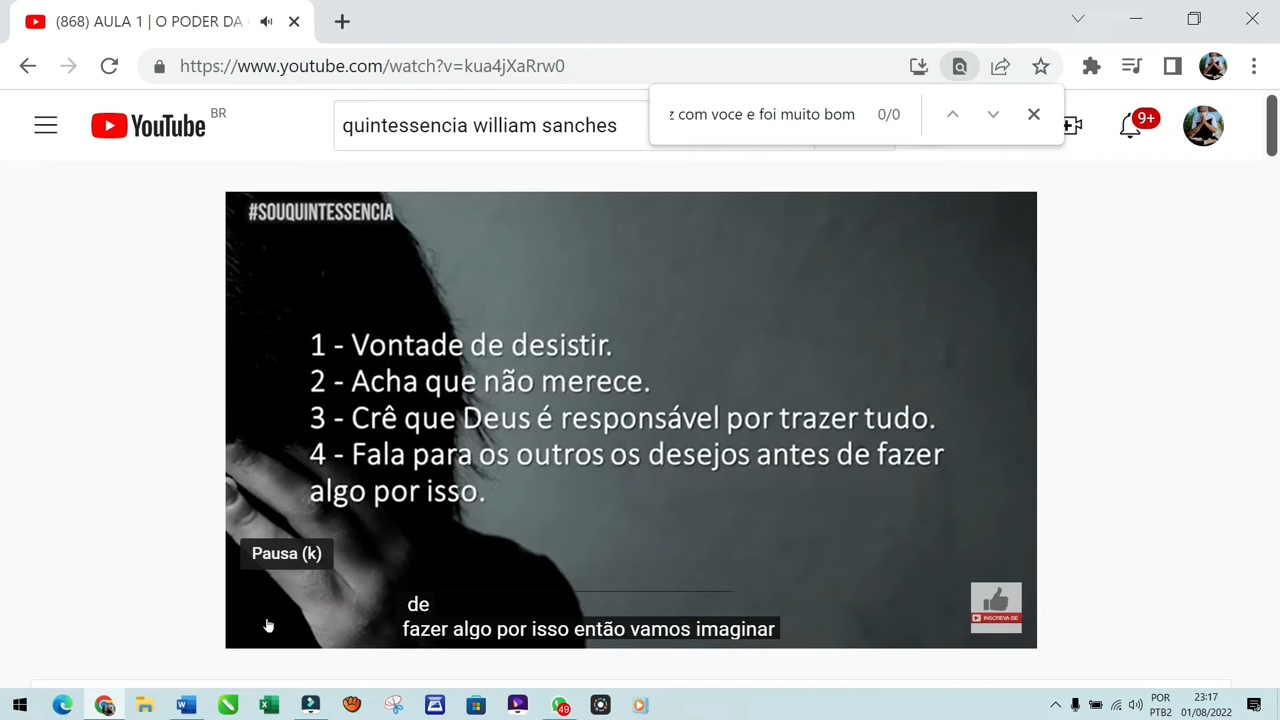 (868) AULA 1 | O PODER DA
https://www.youtube.com/watch?v=kua4jXaRrw0
com voce e foi muito bom 0/0
YouTube BR
quintessencia william sanches
9+
#SOUQUINTESSENCIA
1 - Vontade de desistir.
2 - Acha que não merece.
3 - Crê que Deus é responsável por trazer tudo.
4 - Fala para os outros os desejos antes de fazer
algo por isso.
Pausa (k)
INSCREVA-SE
de
fazer algo por isso então vamos imaginar
49
POR
PTB2
23:17
01/08/2022